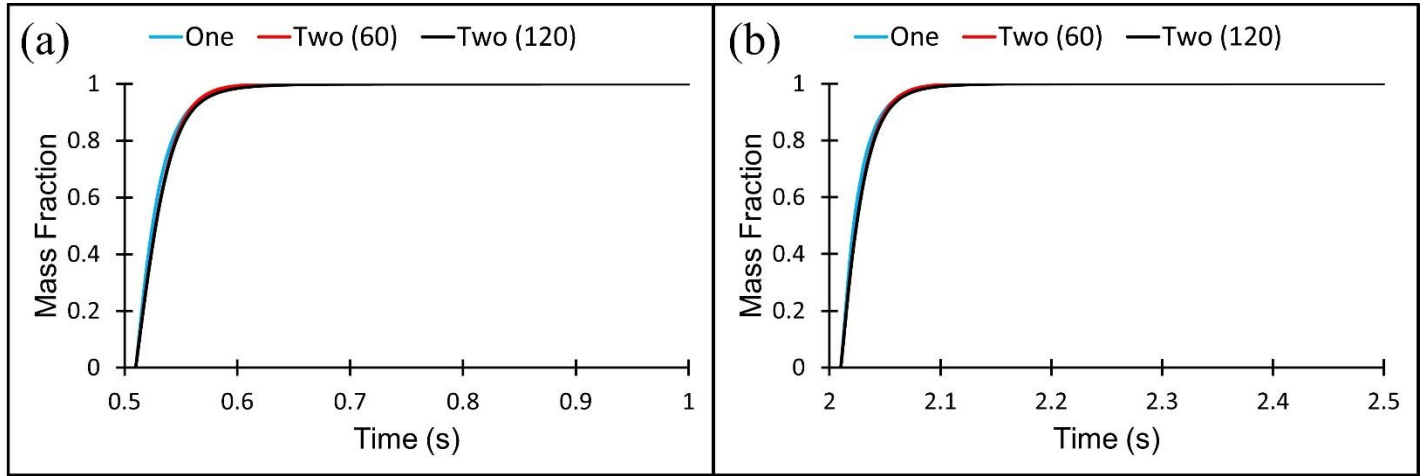 (a) One Two (60) Two (120)
1
0.8
0.6
0.4
0.2
0
Mass Fraction
0.5 0.6 0.7 0.8 0.9 1
Time (s)
(b) One Two (60) Two (120)
1
0.8
0.6
0.4
0.2
0
Mass Fraction
2 2.1 2.2 2.3 2.4 2.5
Time (s)